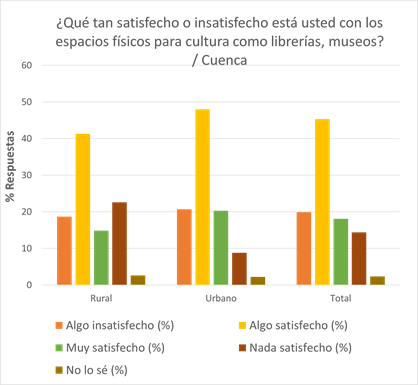 ¿Qué tan satisfecho o insatisfecho está usted con los
espacios físicos para cultura como librerías, museos?
/ Cuenca
60
50
40
30
20
10
0
% Respuestas
Rural
Urbano
Total
Algo insatisfecho (%)
Algo satisfecho (%)
Muy satisfecho (%)
Nada satisfecho (%)
No lo sé (%)